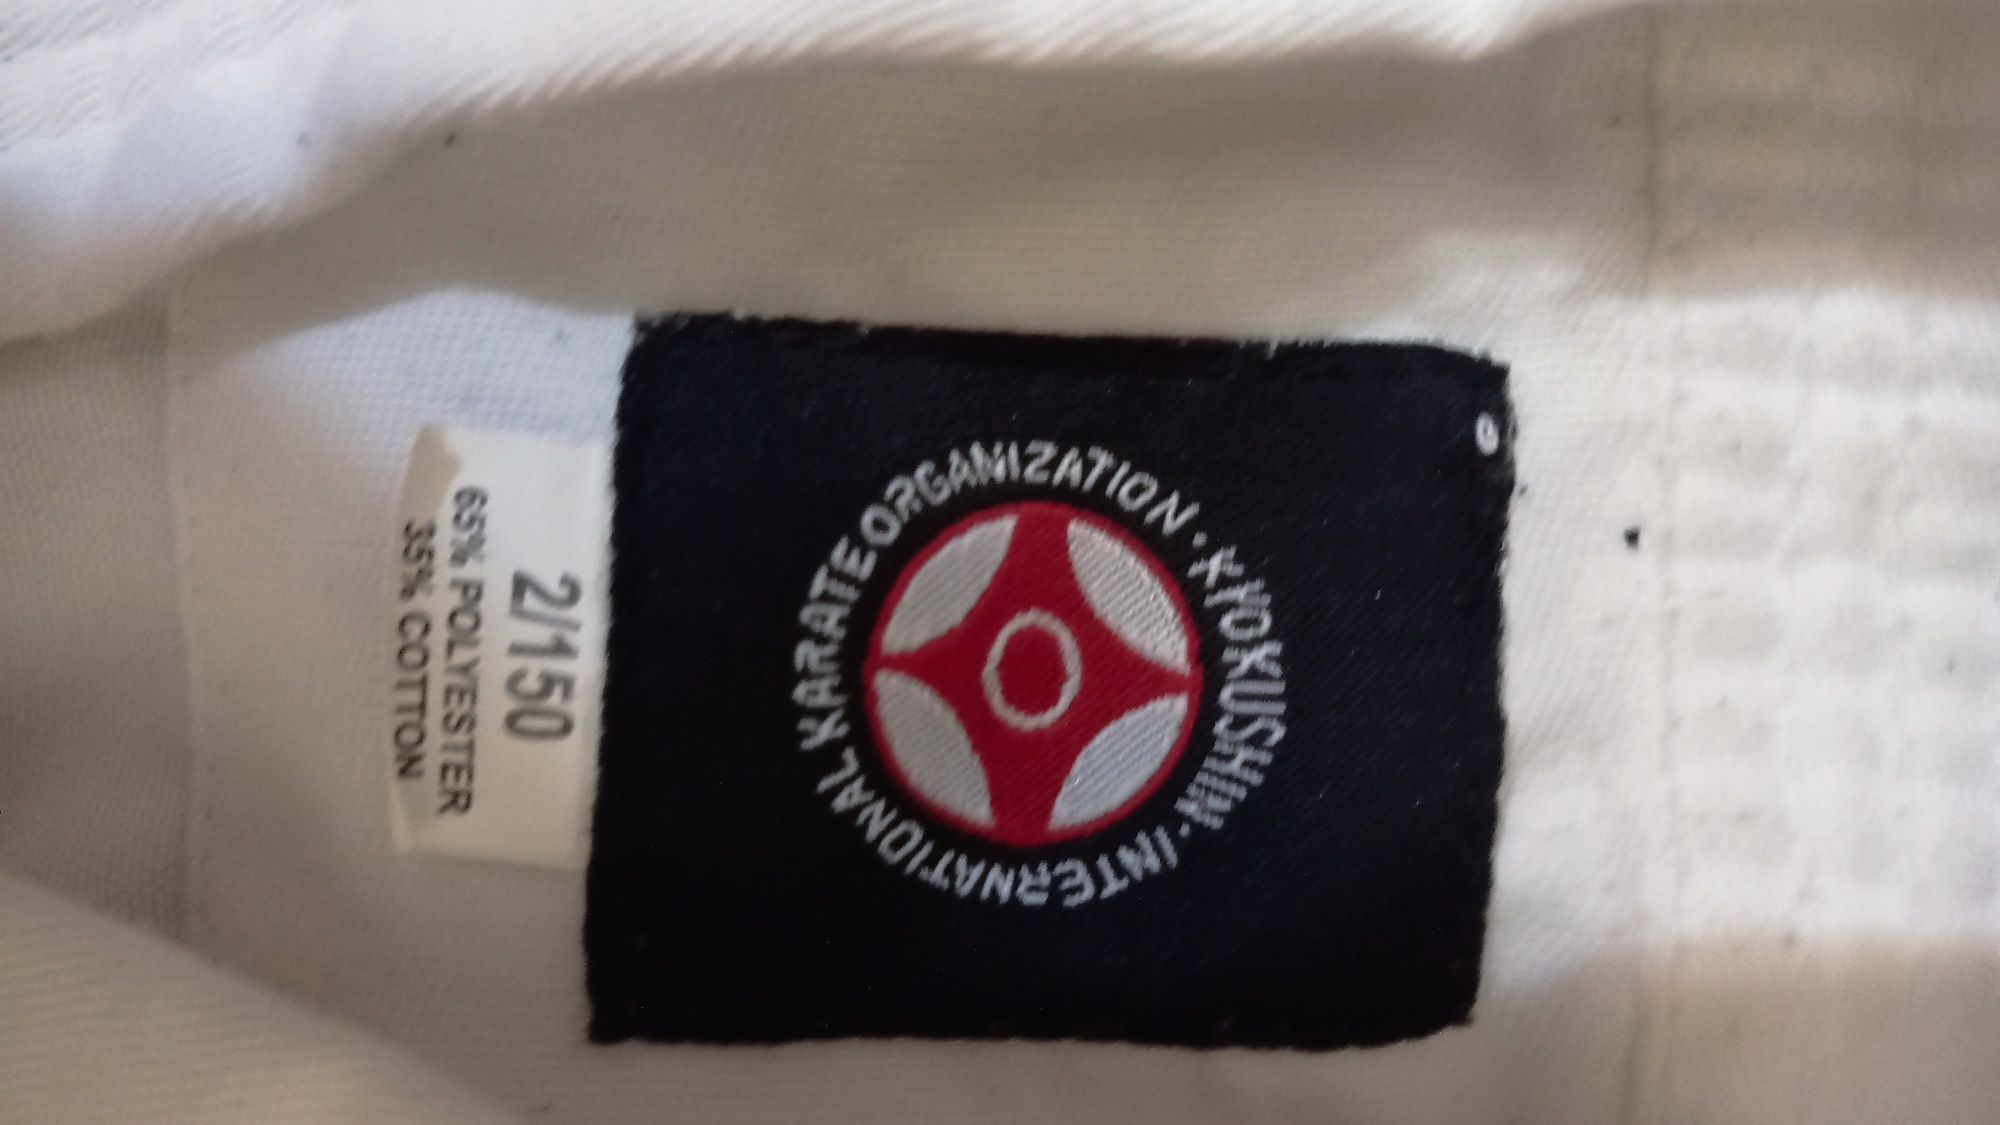 KYOKUSHIN · INTERNATIONAL KARATE ORGANIZATION ·
2/150
65% POLYESTER
35% COTTON